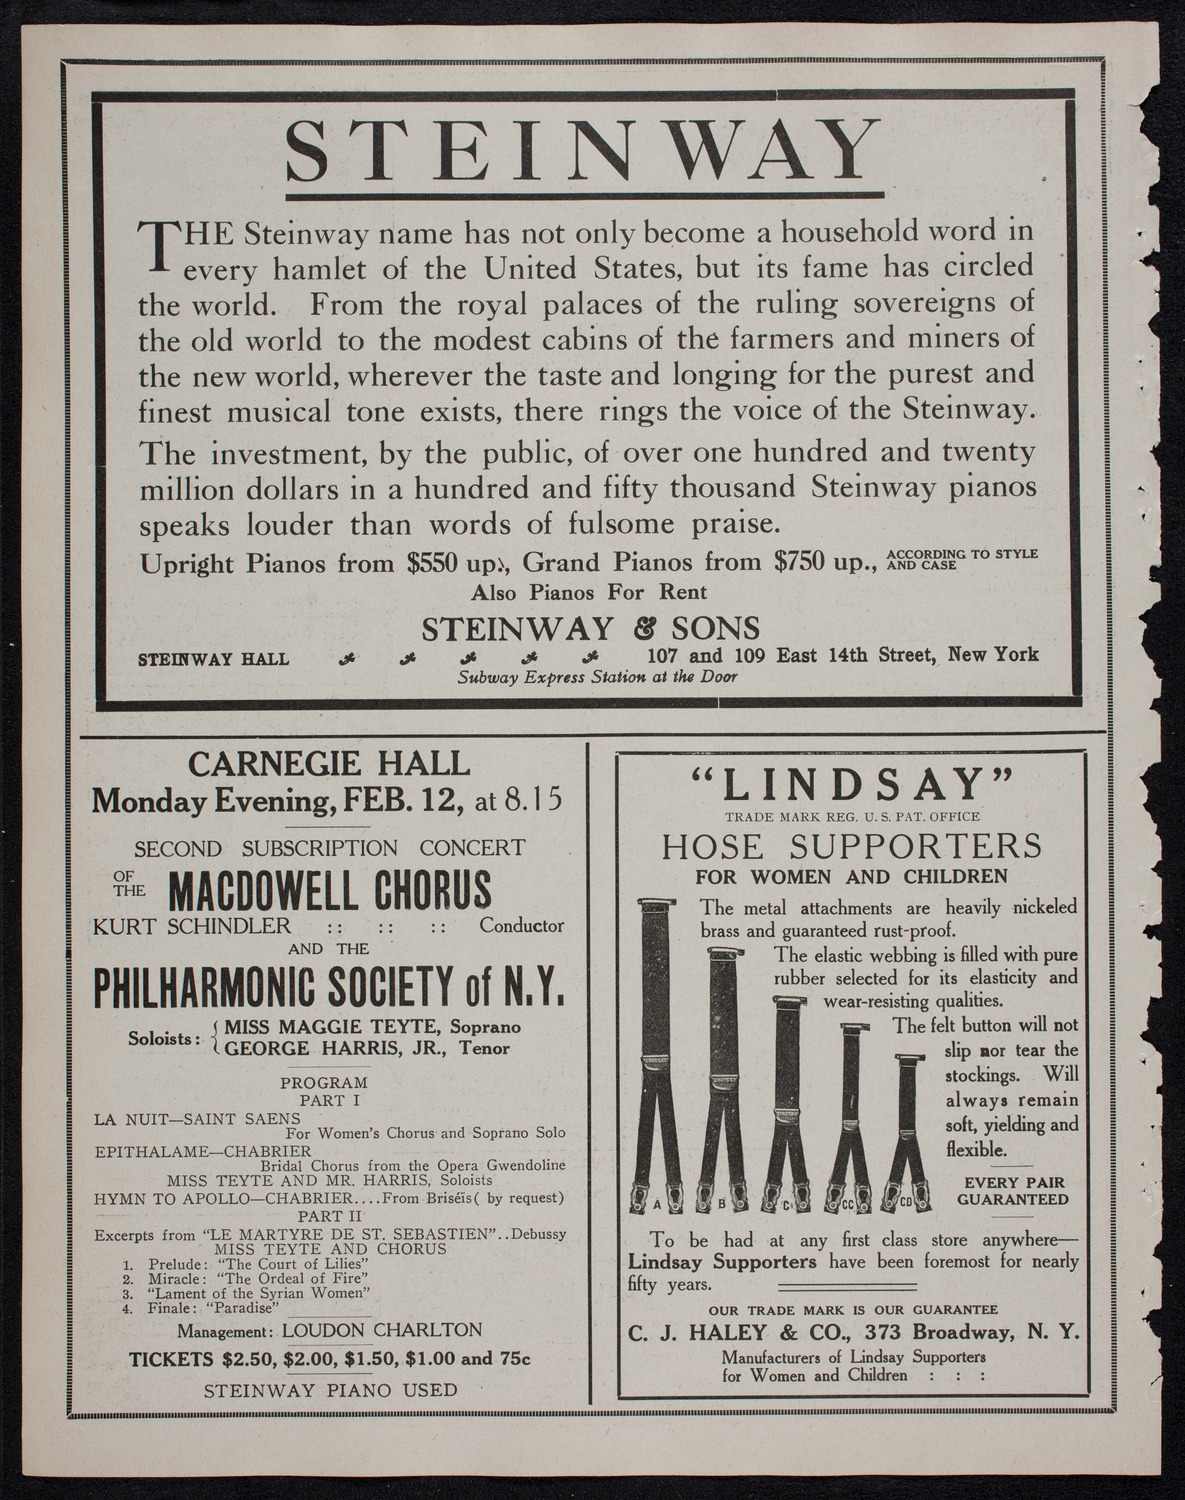 STEINWAY
THE Steinway name has not only become a household word in
every hamlet of the United States, but its fame has circled
the world. From the royal palaces of the ruling sovereigns of
the old world to the modest cabins of the farmers and miners of
the new world, wherever the taste and longing for the purest and
finest musical tone exists, there rings the voice of the Steinway.
The investment, by the public, of over one hundred and twenty
million dollars in a hundred and fifty thousand Steinway pianos
speaks louder than words of fulsome praise.
Upright Pianos from $550 up, Grand Pianos from $750 up., ACCORDING TO STYLE AND CASE
Also Pianos For Rent
STEINWAY & SONS
STEINWAY HALL 107 and 109 East 14th Street, New York
Subway Express Station at the Door
CARNEGIE HALL
Monday Evening, FEB. 12, at 8.15
SECOND SUBSCRIPTION CONCERT
OF THE MACDOWELL CHORUS
KURT SCHINDLER :: :: :: Conductor
AND THE
PHILHARMONIC SOCIETY of N.Y.
Soloists: { MISS MAGGIE TEYTE, Soprano
GEORGE HARRIS, JR., Tenor
PROGRAM
PART I
LA NUIT—SAINT SAENS
For Women's Chorus and Soprano Solo
EPITHALAME—CHABRIER
Bridal Chorus from the Opera Gwendoline
MISS TEYTE AND MR. HARRIS, Soloists
HYMN TO APOLLO—CHABRIER....From Briséis( by request)
PART II
Excerpts from "LE MARTYRE DE ST. SEBASTIEN"..Debussy
MISS TEYTE AND CHORUS
1. Prelude: "The Court of Lilies"
2. Miracle: "The Ordeal of Fire"
3. "Lament of the Syrian Women"
4. Finale: "Paradise"
Management: LOUDON CHARLTON
TICKETS $2.50, $2.00, $1.50, $1.00 and 75c
STEINWAY PIANO USED
"LINDSAY"
TRADE MARK REG. U. S. PAT. OFFICE
HOSE SUPPORTERS
FOR WOMEN AND CHILDREN
The metal attachments are heavily nickeled
brass and guaranteed rust-proof.
The elastic webbing is filled with pure
rubber selected for its elasticity and
wear-resisting qualities.
The felt button will not
slip nor tear the
stockings. Will
always remain
soft, yielding and
flexible.
EVERY PAIR
GUARANTEED
LINDSAY LINDSAY
A B C CC CB
To be had at any first class store anywhere—
Lindsay Supporters have been foremost for nearly
fifty years.
OUR TRADE MARK IS OUR GUARANTEE
C. J. HALEY & CO., 373 Broadway, N. Y.
Manufacturers of Lindsay Supporters
for Women and Children : : :